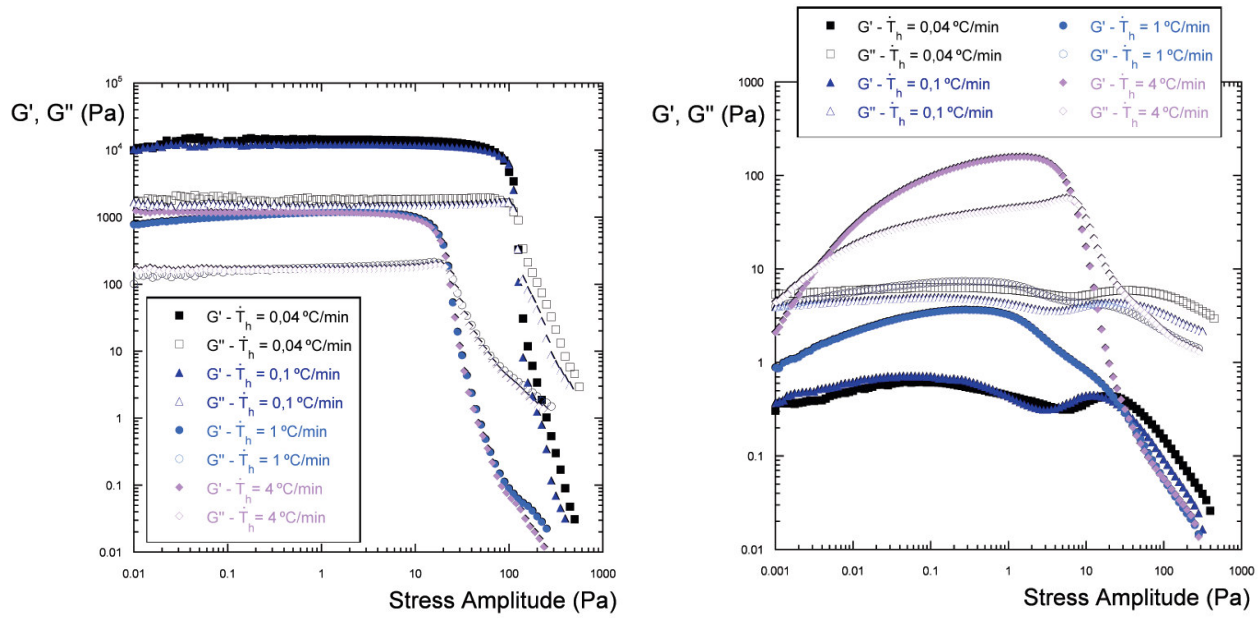 G', G'' (Pa)
10⁵
10⁴
1000
100
10
1
0.1
0.01
G' - Ṫh = 0,04 ºC/min
G'' - Ṫh = 0,04 ºC/min
G' - Ṫh = 0,1 ºC/min
G'' - Ṫh = 0,1 ºC/min
G' - Ṫh = 1 ºC/min
G'' - Ṫh = 1 ºC/min
G' - Ṫh = 4 ºC/min
G'' - Ṫh = 4 ºC/min
0.01 0.1 1 10 100 1000
Stress Amplitude (Pa)
G' - Ṫh = 0,04 ºC/min G' - Ṫh = 1 ºC/min
G'' - Ṫh = 0,04 ºC/min G'' - Ṫh = 1 ºC/min
G' - Ṫh = 0,1 ºC/min G' - Ṫh = 4 ºC/min
G'' - Ṫh = 0,1 ºC/min G'' - Ṫh = 4 ºC/min
G', G'' (Pa)
1000
100
10
1
0.1
0.01
0.001 0.01 0.1 1 10 100 1000
Stress Amplitude (Pa)